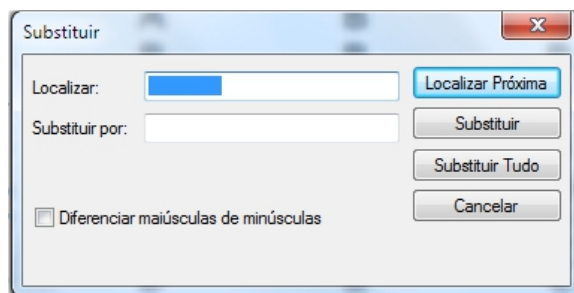 Substituir
Localizar:
Localizar Próxima
Substituir por:
Substituir
Substituir Tudo
Cancelar
Diferenciar maiúsculas de minúsculas